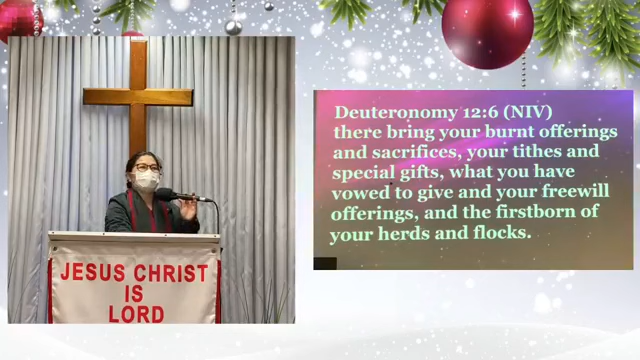 JESUS CHRIST
IS
LORD
Deuteronomy 12:6 (NIV)
there bring your burnt offerings
and sacrifices, your tithes and
special gifts, what you have
vowed to give and your freewill
offerings, and the firstborn of
your herds and flocks.